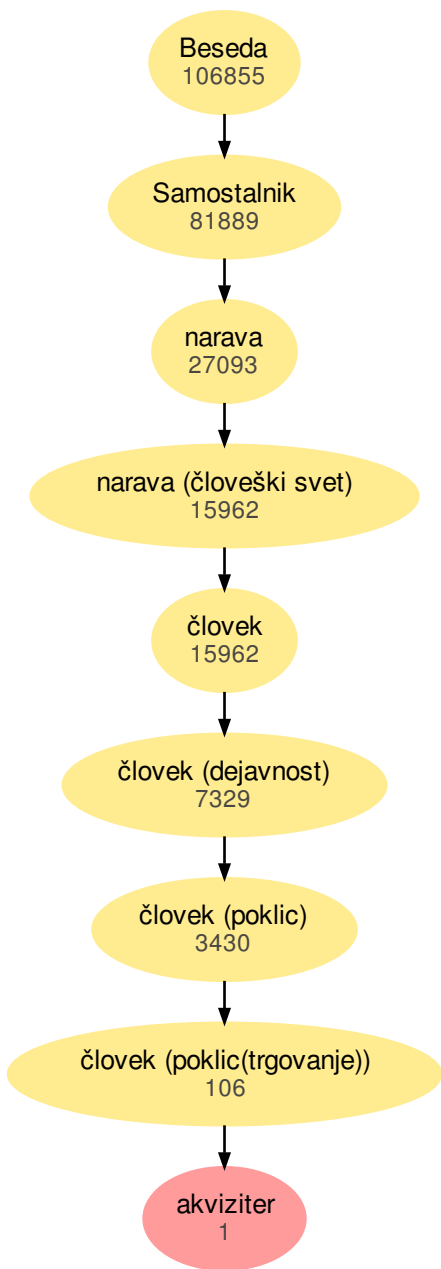 Beseda
106855
Samostalnik
81889
narava
27093
narava (človeški svet)
15962
človek
15962
človek (dejavnost)
7329
človek (poklic)
3430
človek (poklic(trgovanje))
106
akviziter
1